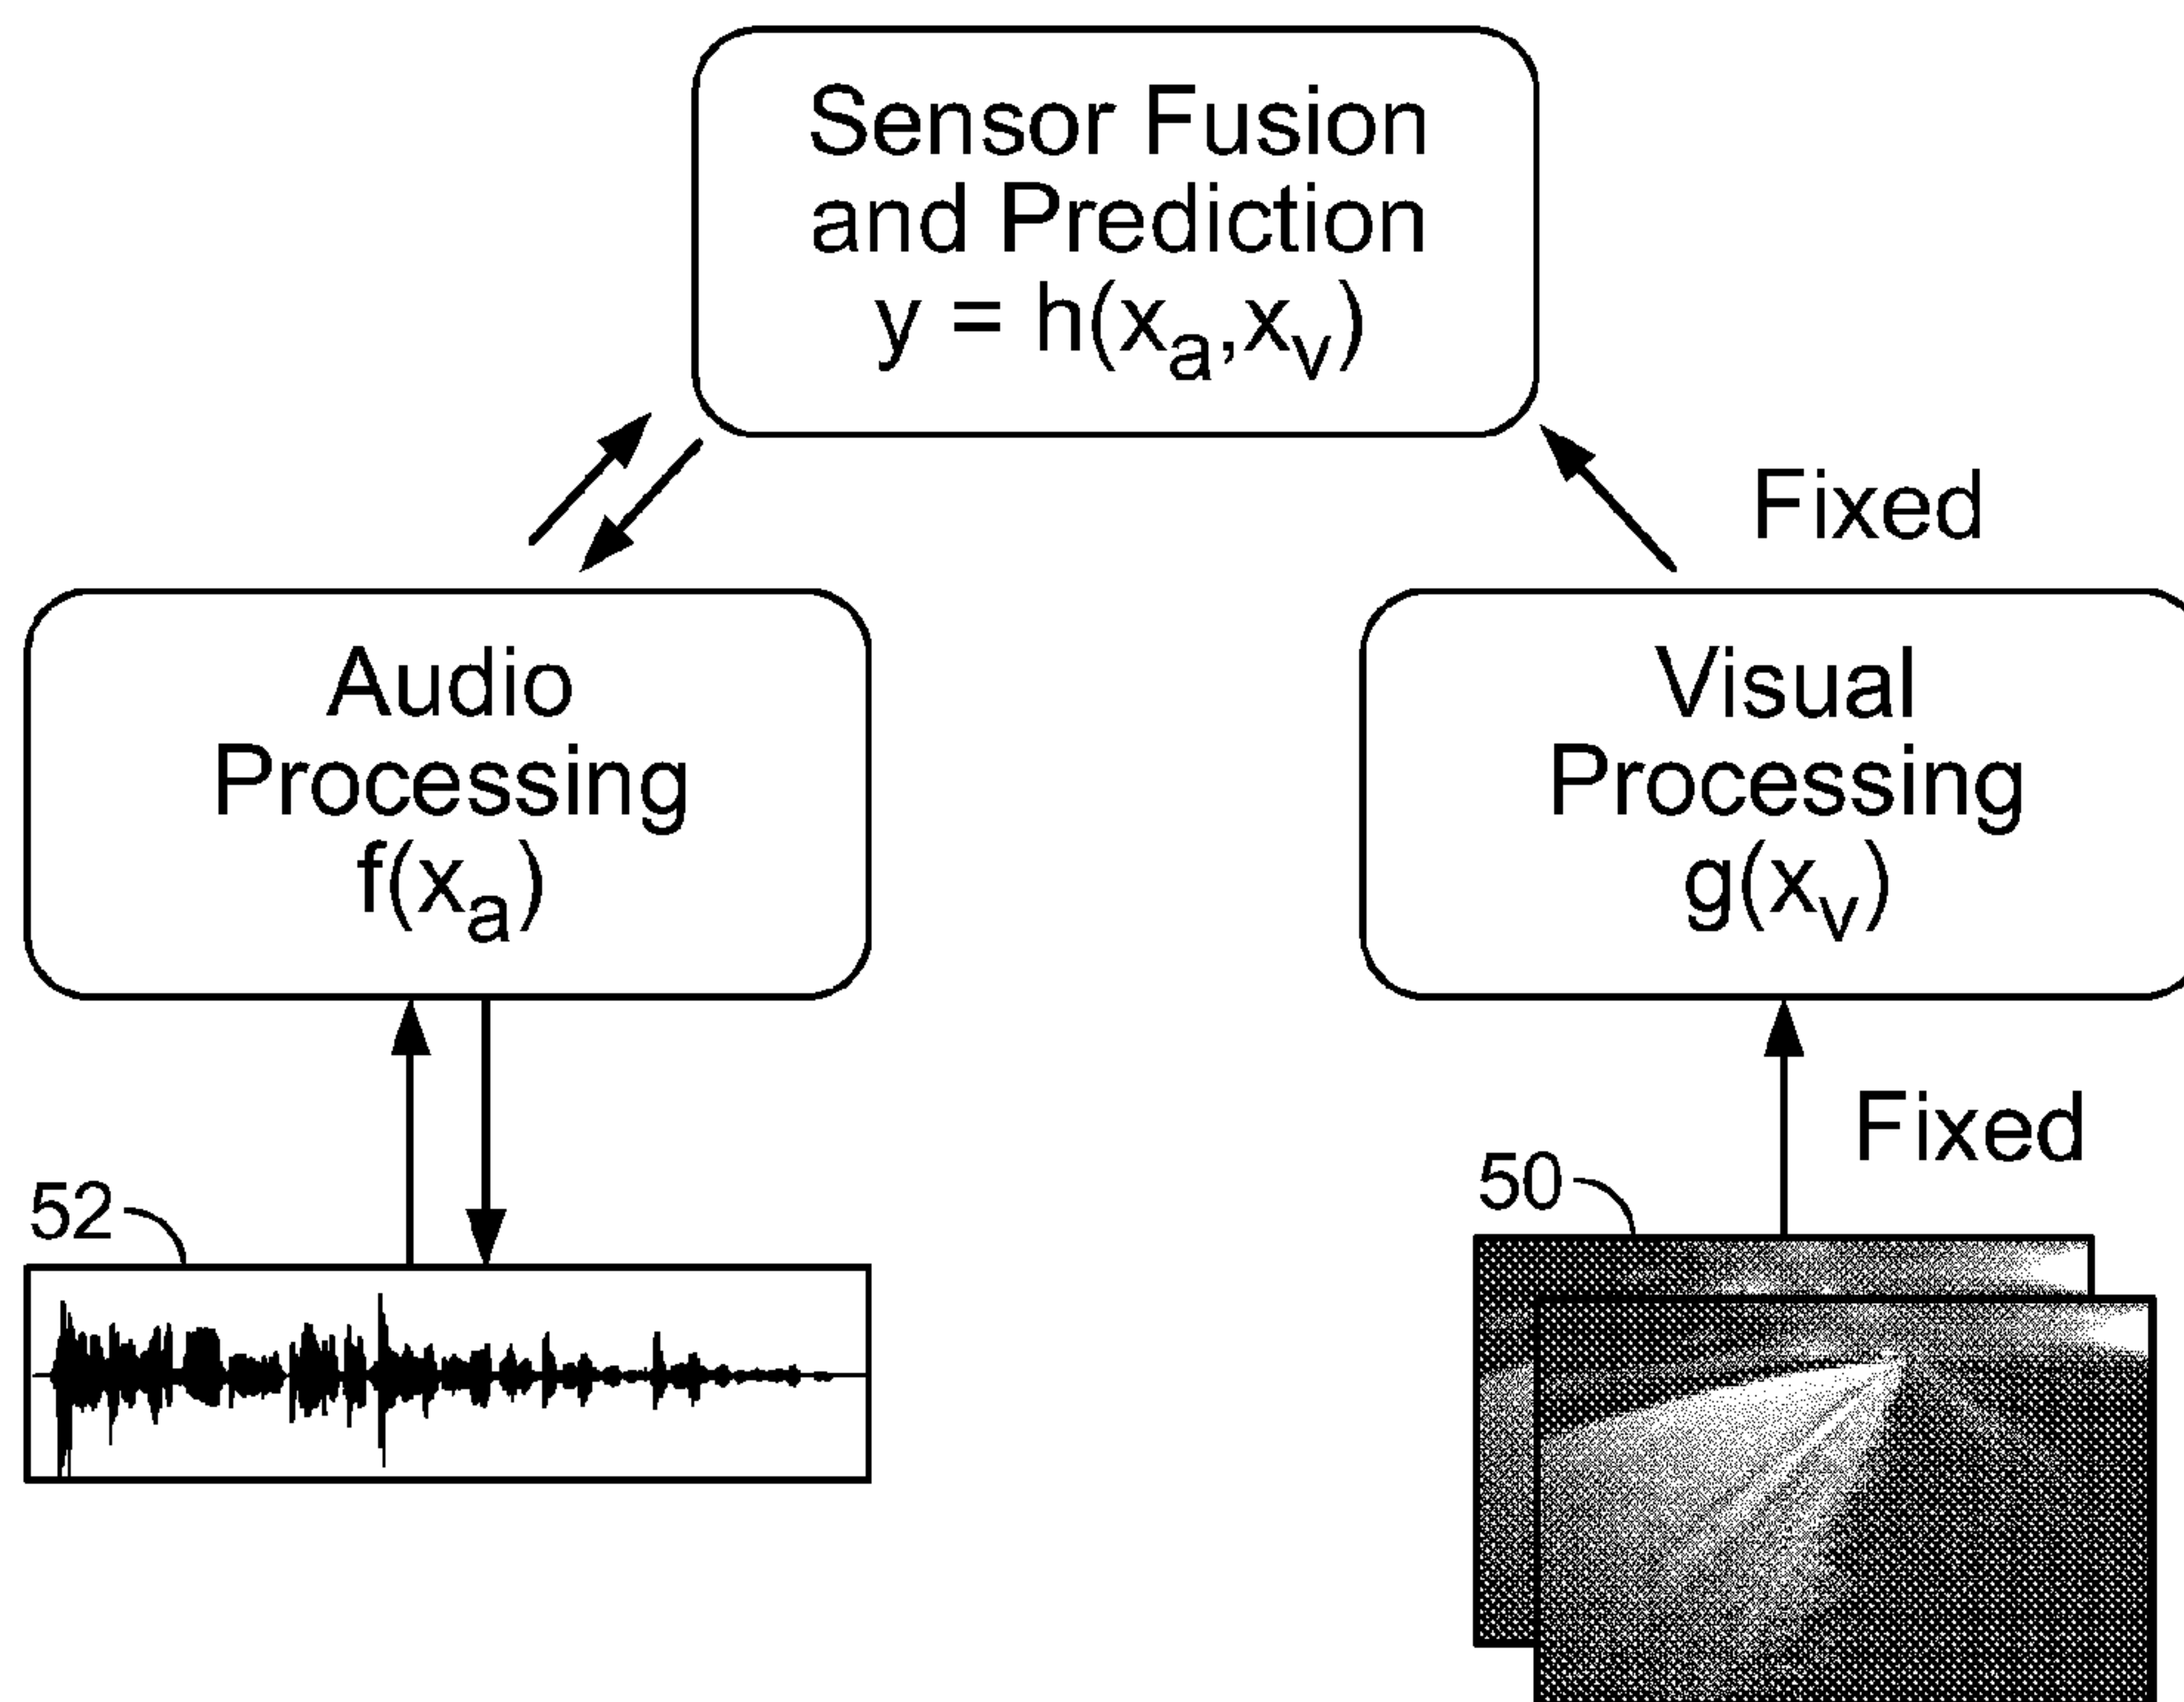 Sensor Fusion
and Prediction
y = h(xₐ,xᵥ)
Fixed
Audio
Processing
f(xₐ)
Visual
Processing
g(xᵥ)
Fixed
52
50